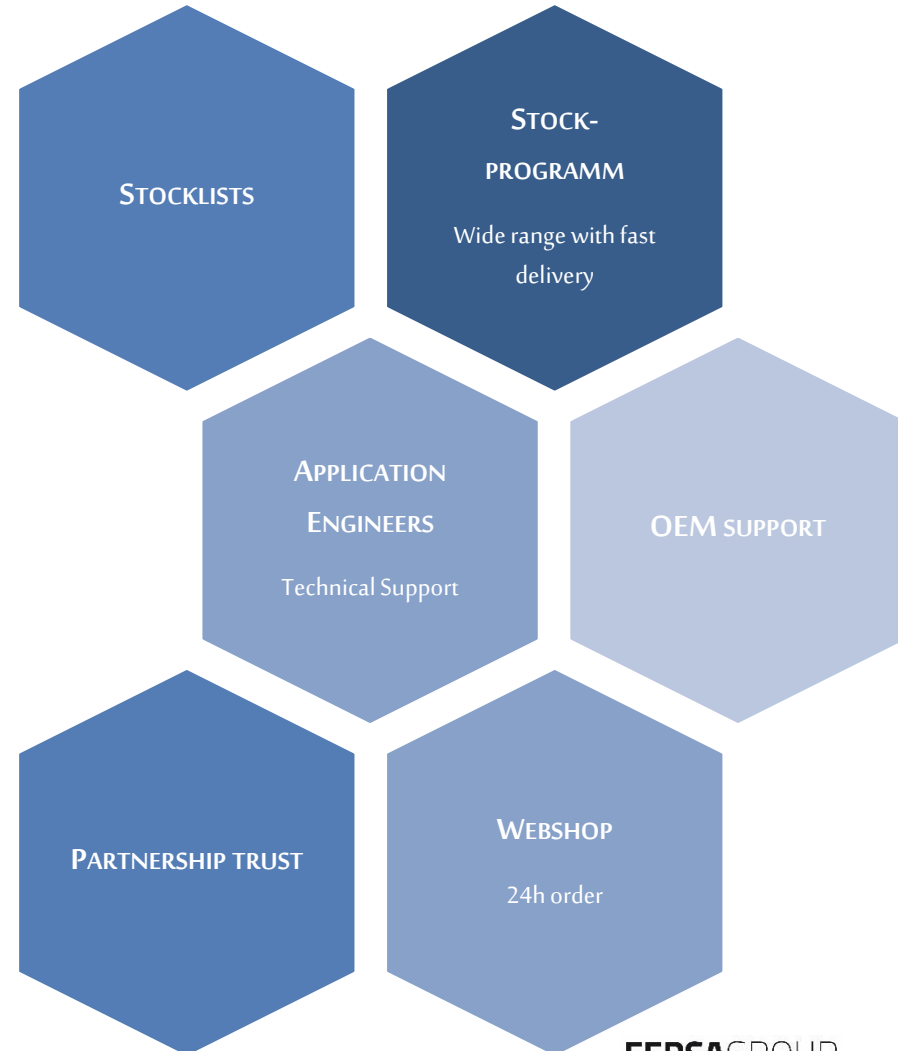 STOCKLISTS
STOCK-
PROGRAMM
Wide range with fast
delivery
APPLICATION
ENGINEERS
Technical Support
OEM SUPPORT
PARTNERSHIP TRUST
WEBSHOP
24h order
FERSAGROUP